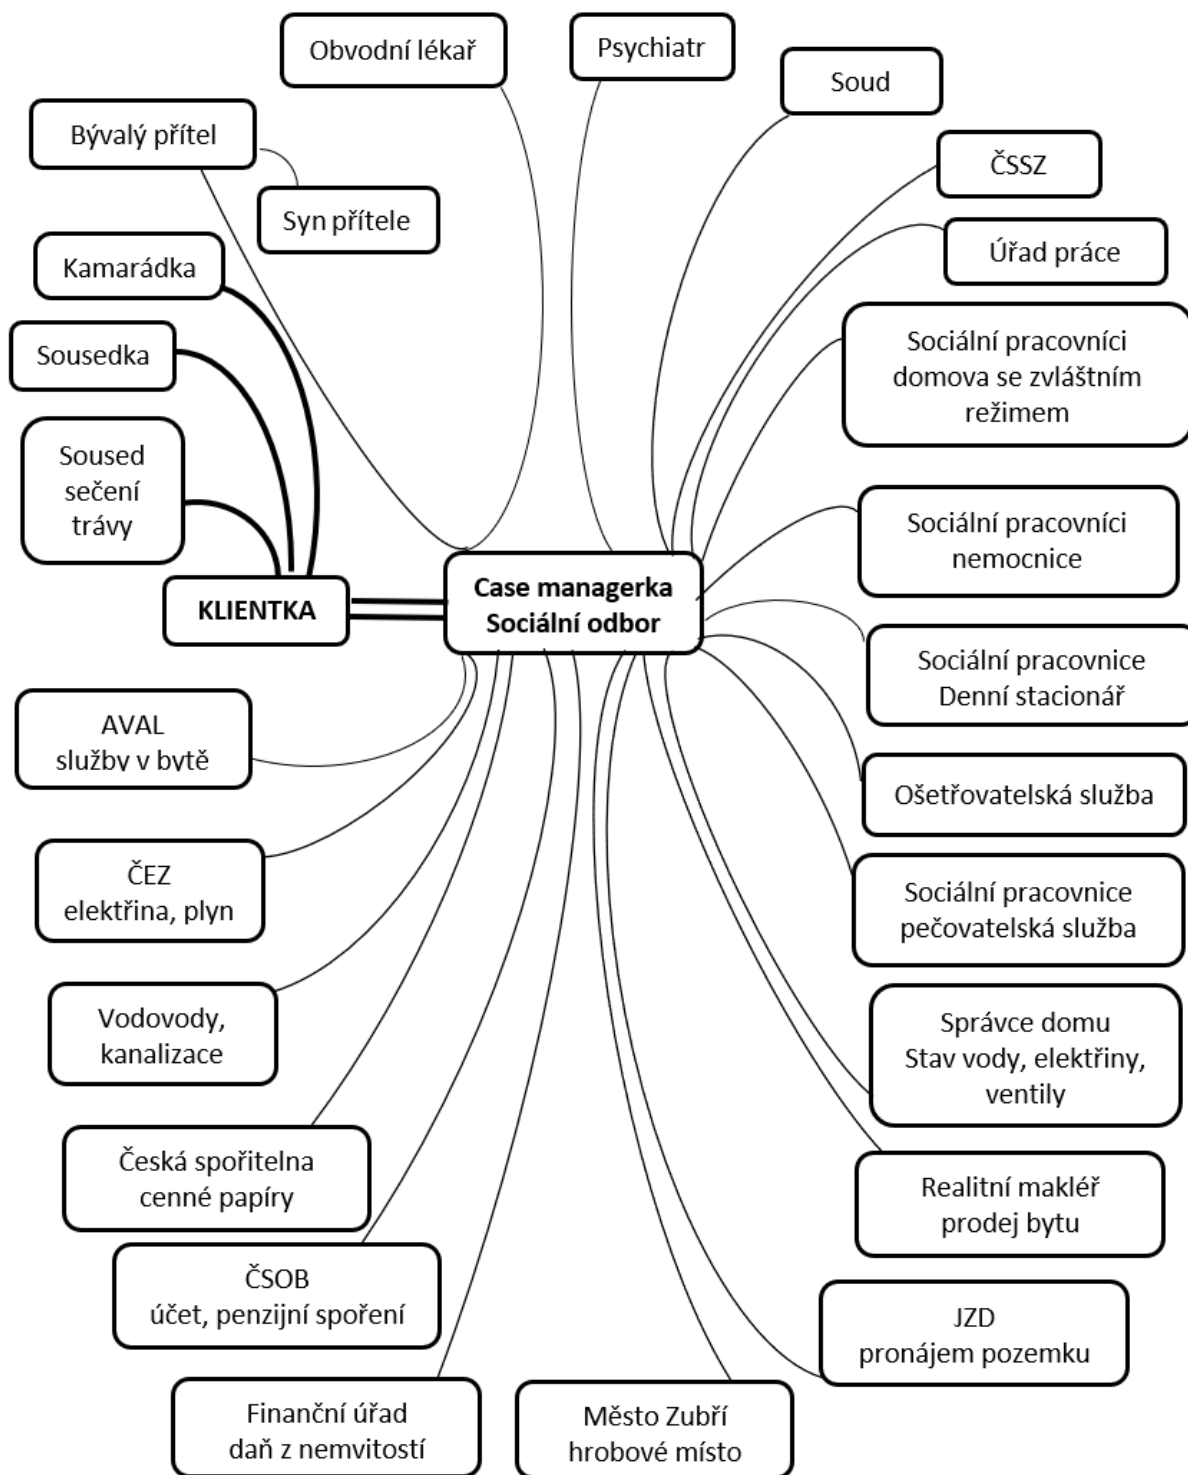 Obvodní lékař
Psychiatr
Soud
Bývalý přítel
ČSSZ
Syn přítele
Úřad práce
Kamarádka
Sousedka
Sociální pracovníci
domova se zvláštním
režimem
Soused
sečení
trávy
Sociální pracovníci
nemocnice
KLIENTKA
Case managerka
Sociální odbor
Sociální pracovnice
Denní stacionář
AVAL
služby v bytě
Ošetřovatelská služba
ČEZ
elektřina, plyn
Sociální pracovnice
pečovatelská služba
Vodovody,
kanalizace
Správce domu
Stav vody, elektřiny,
ventily
Česká spořitelna
cenné papíry
Realitní makléř
prodej bytu
ČSOB
účet, penzijní spoření
JZD
pronájem pozemku
Finanční úřad
daň z nemvitostí
Město Zubří
hrobové místo